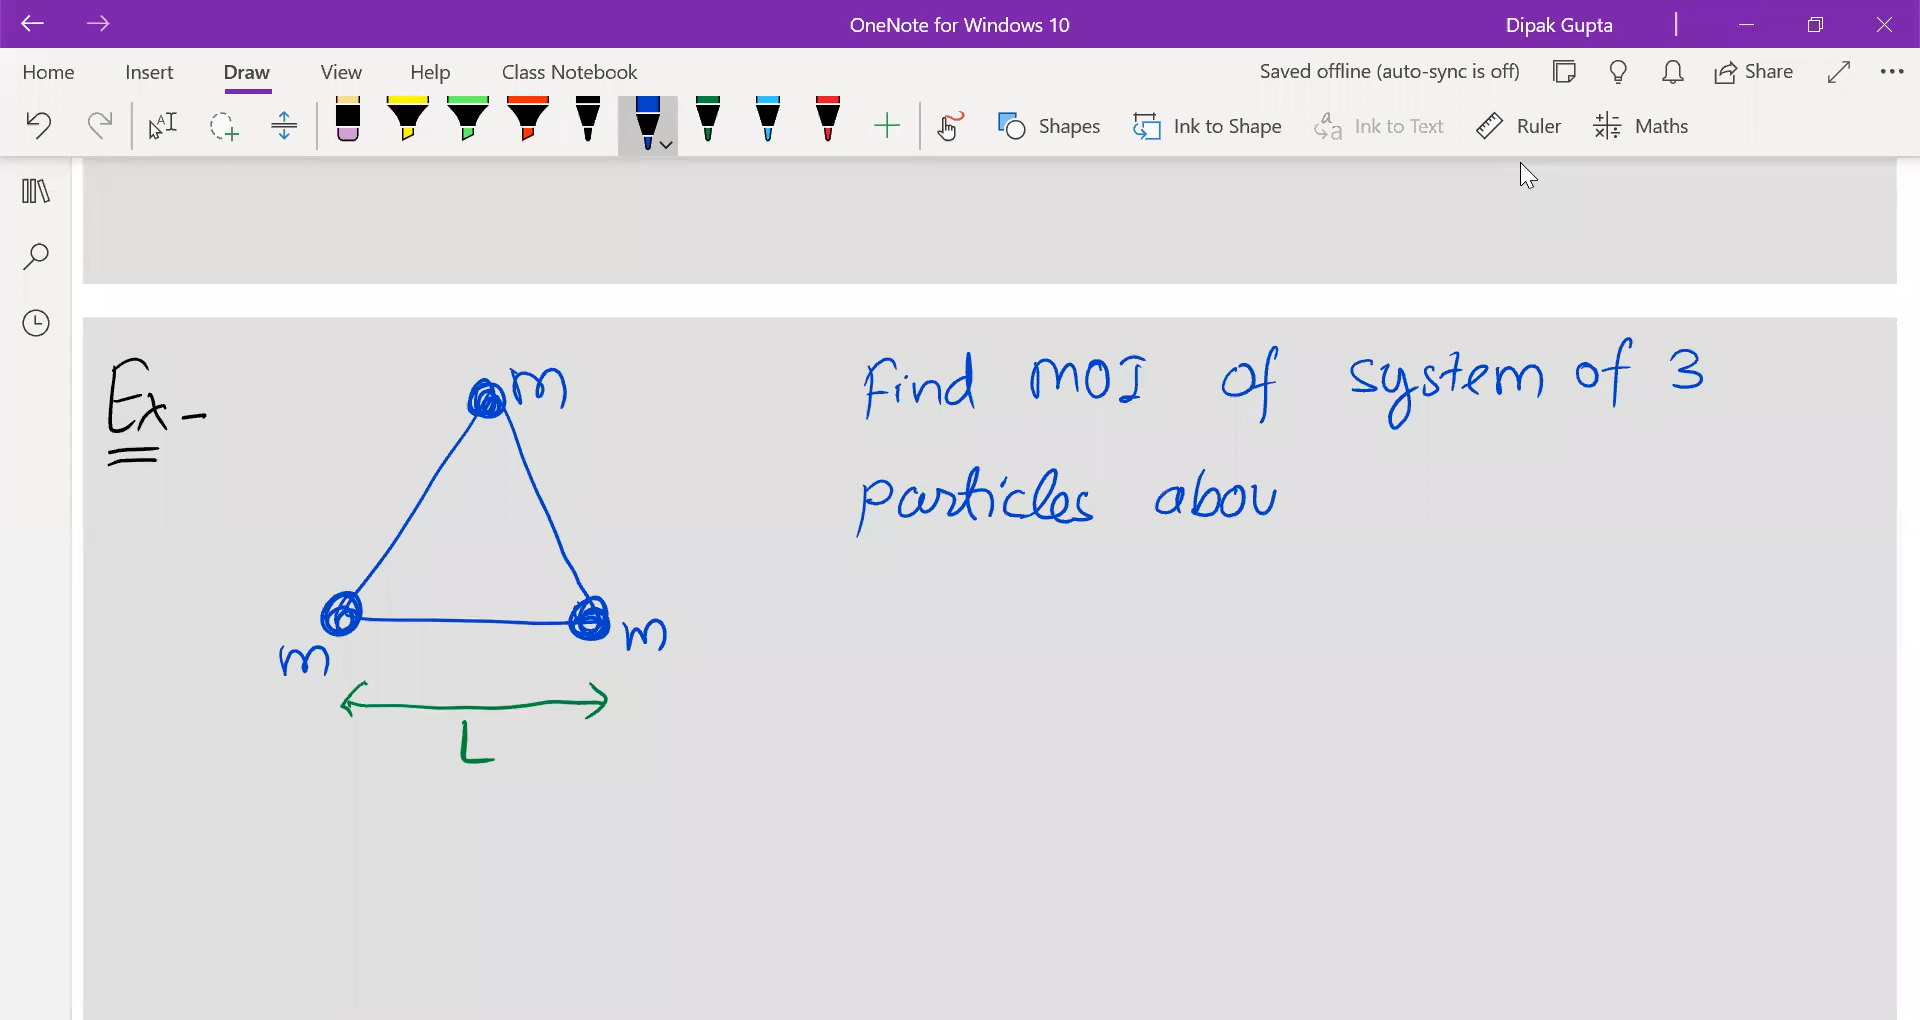 OneNote for Windows 10
Dipak Gupta
Home Insert Draw View Help Class Notebook
Saved offline (auto-sync is off) Share
Shapes Ink to Shape Ink to Text Ruler Maths
Ex-
m
m
m
L
Find MOI of system of 3
particles abou